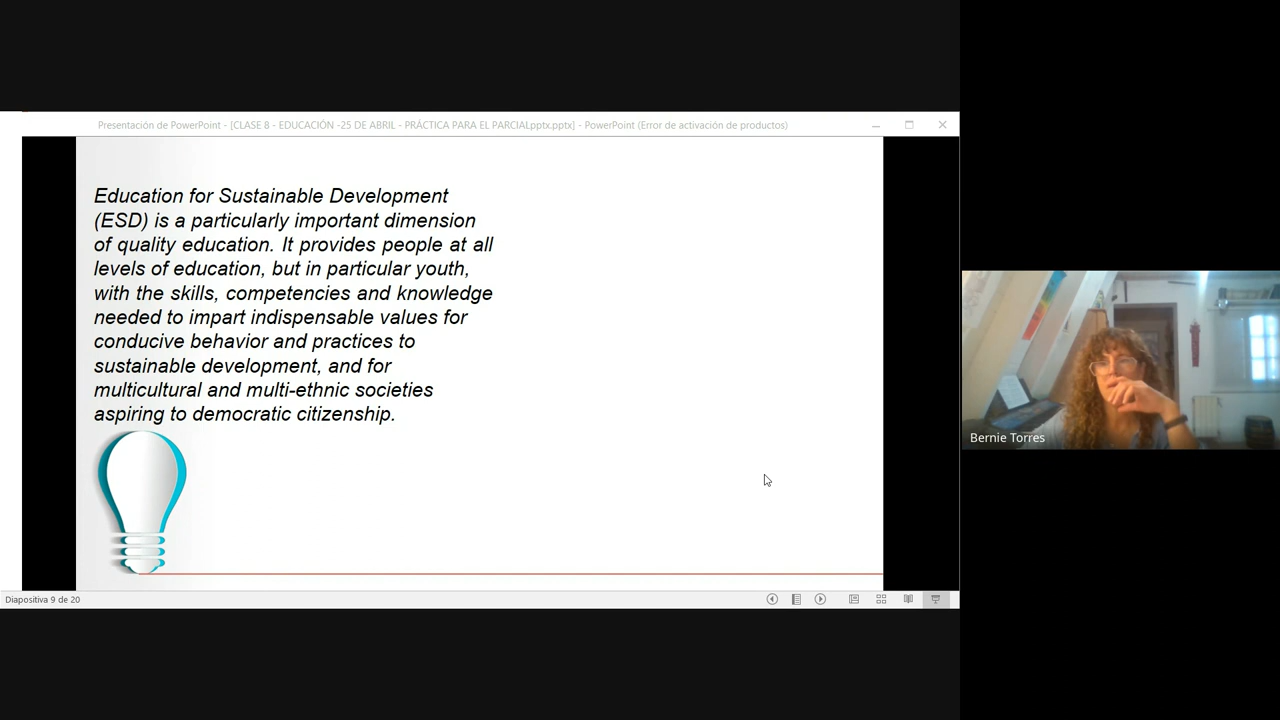 Presentación de PowerPoint - [CLASE 8 - EDUCACIÓN -25 DE ABRIL - PRÁCTICA PARA EL PARCIALpptx.pptx] - PowerPoint (Error de activación de productos)
Education for Sustainable Development
(ESD) is a particularly important dimension
of quality education. It provides people at all
levels of education, but in particular youth,
with the skills, competencies and knowledge
needed to impart indispensable values for
conducive behavior and practices to
sustainable development, and for
multicultural and multi-ethnic societies
aspiring to democratic citizenship.
Bernie Torres
Diapositiva 9 de 20